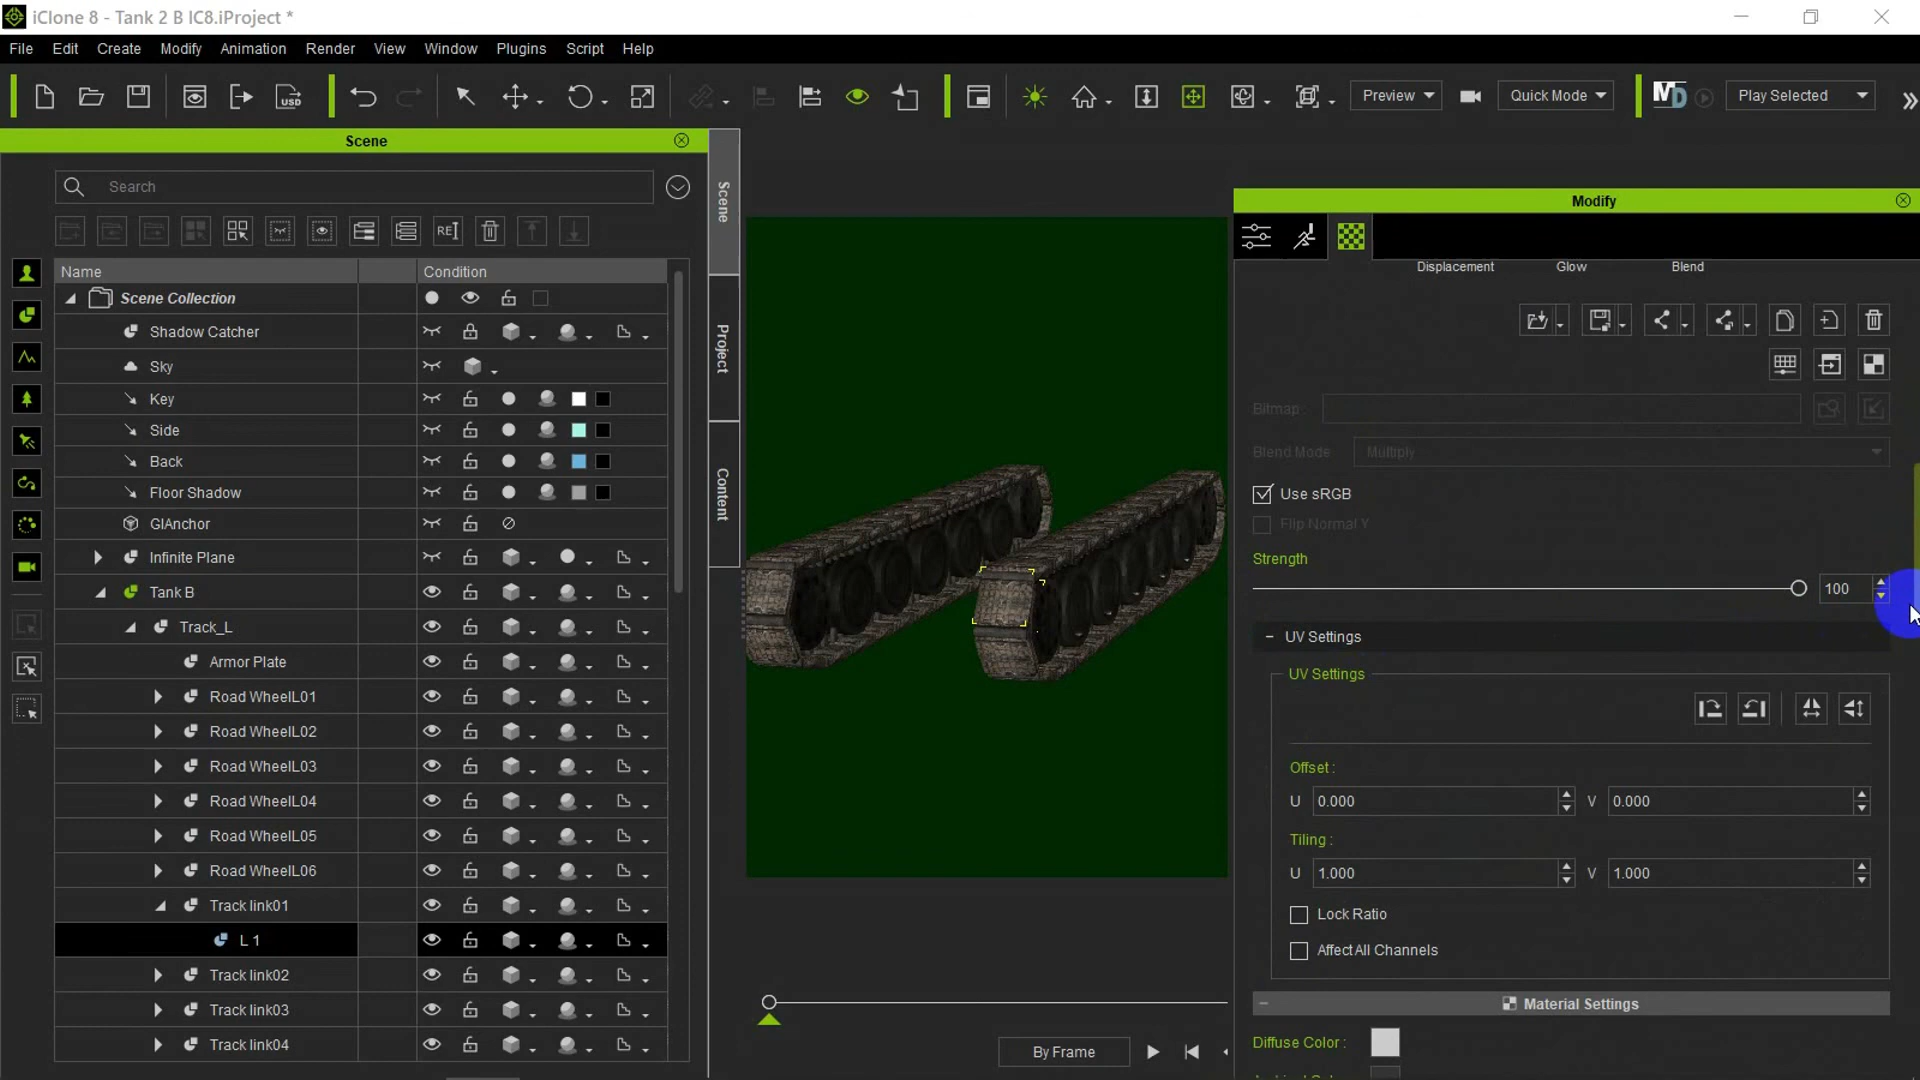 iClone 8 - Tank 2 B IC8.iProject *
File Edit Create Modify Animation Render View Window Plugins Script Help
USD
Preview
Quick Mode
MD
Play Selected
Scene
Search
REI
Name Condition
Scene Collection
Shadow Catcher
Sky
Key
Side
Back
Floor Shadow
GIAnchor
Infinite Plane
Tank B
Track_L
Armor Plate
Road WheelL01
Road WheelL02
Road WheelL03
Road WheelL04
Road WheelL05
Road WheelL06
Track link01
L 1
Track link02
Track link03
Track link04
Scene
Project
Content
By Frame
Modify
Displacement Glow Blend
Bitmap :
Blend Mode Multiply
Use sRGB
Flip Normal Y
Strength
100
UV Settings
UV Settings
Offset :
U 0.000 V 0.000
Tiling :
U 1.000 V 1.000
Lock Ratio
Affect All Channels
Material Settings
Diffuse Color :